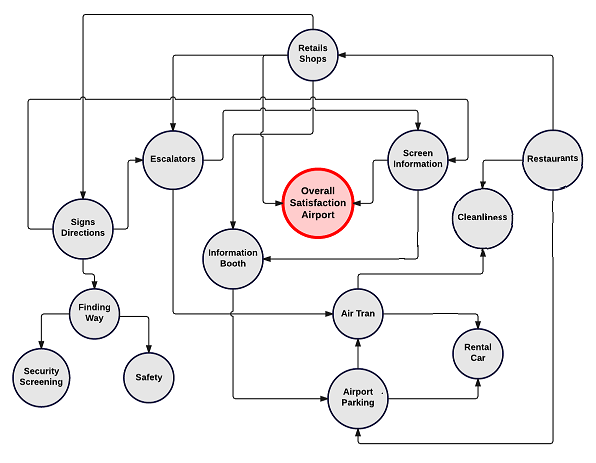 Retails
Shops
Escalators
Screen
Information
Restaurants
Overall
Satisfaction
Airport
Signs
Directions
Cleanliness
Information
Booth
Finding
Way
Air Tran
Rental
Car
Security
Screening
Safety
Airport
Parking